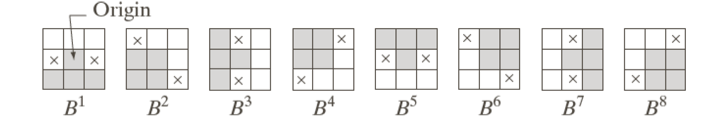 Origin
× × × × × × × × × × × × × × × ×
B¹ B² B³ B⁴ B⁵ B⁶ B⁷ B⁸